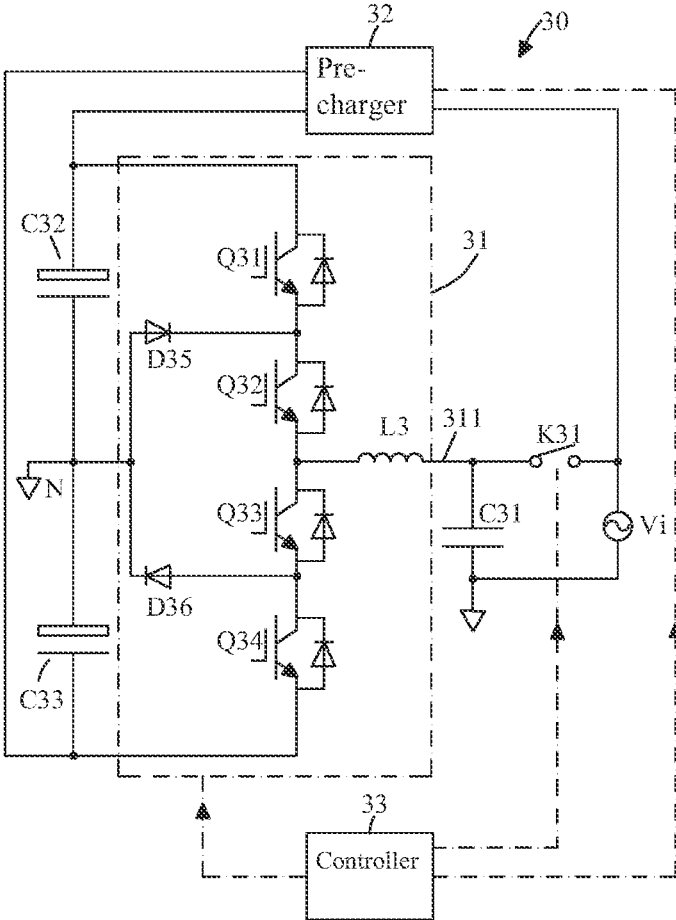 32
30
Pre-
charger
C32
Q31
31
D35
Q32
L3
311
K31
N
Q33
C31
Vi
D36
Q34
C33
33
Controller